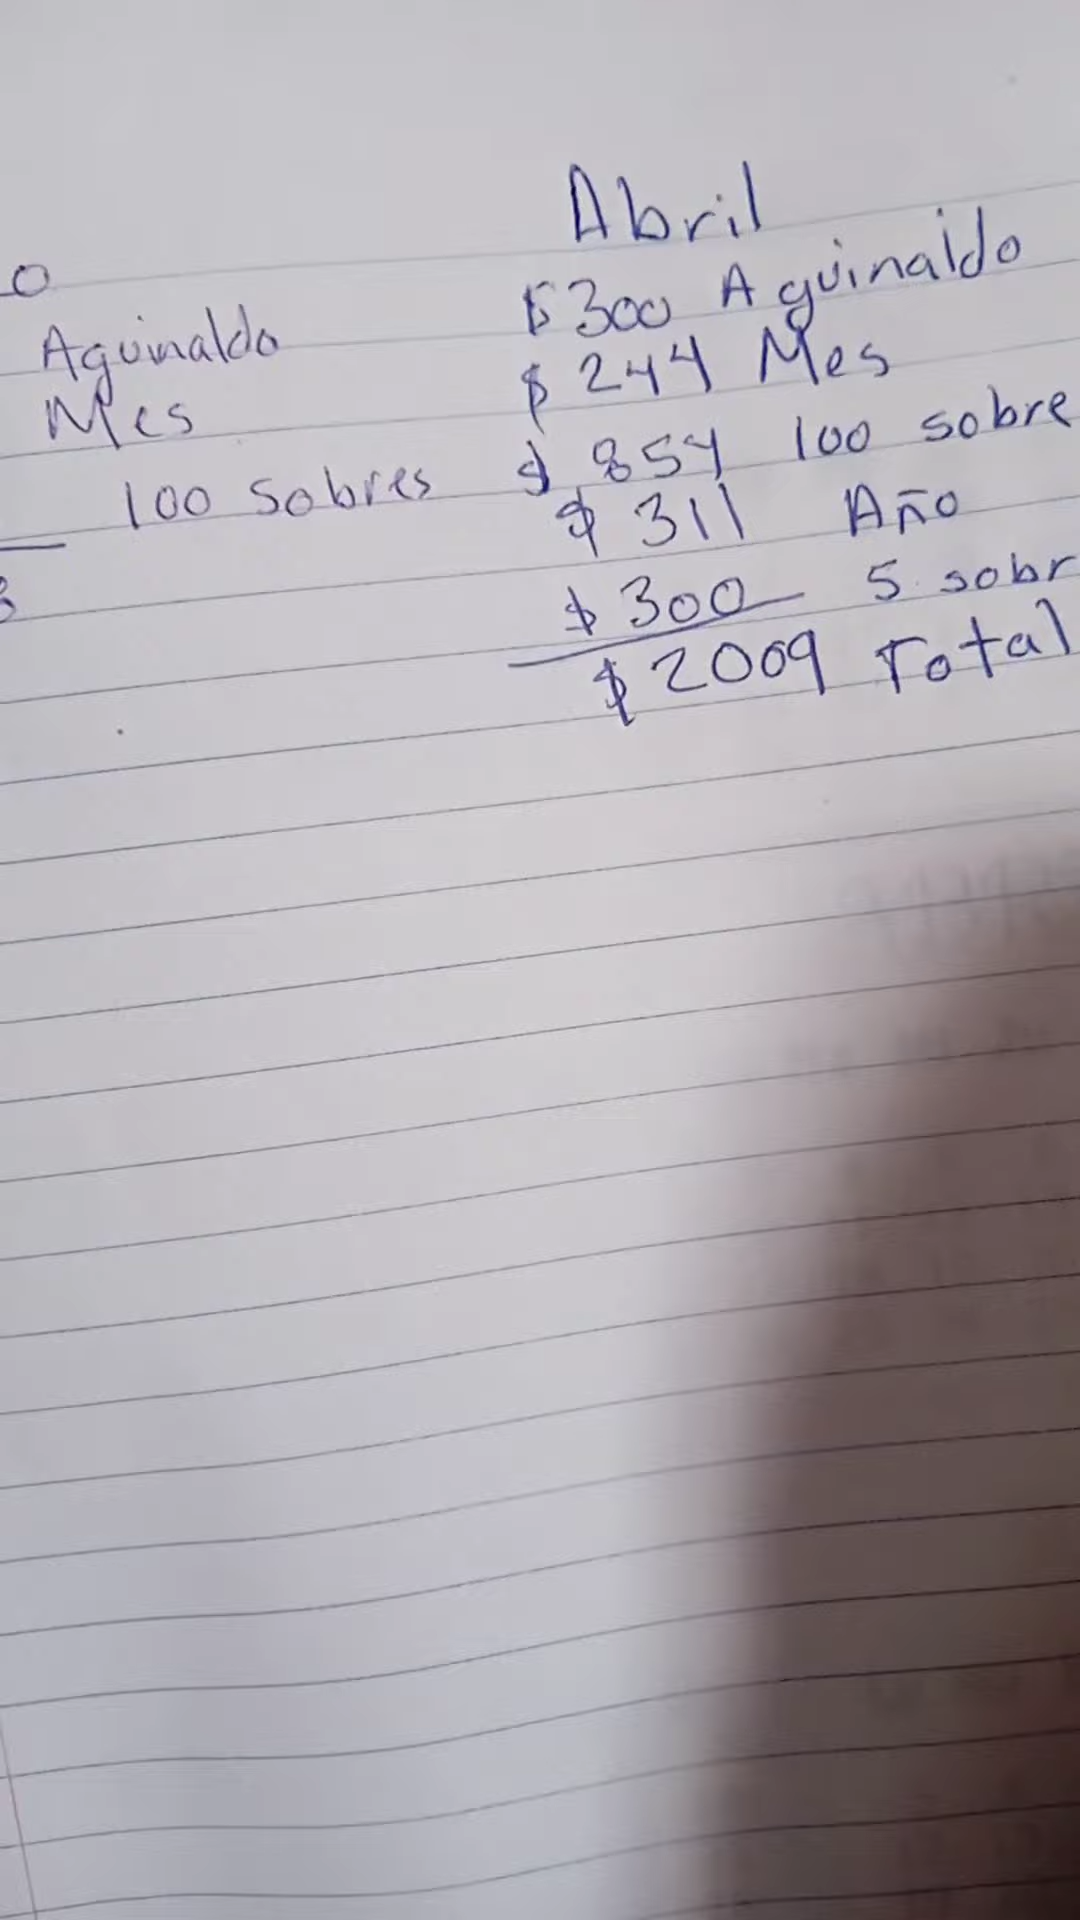 Abril
o
$300 Aguinaldo
Aguinaldo
$244 Mes
Mes
$854 100 sobre
100 sobres
$311 Año
$300 5 sobr
$2009 Total